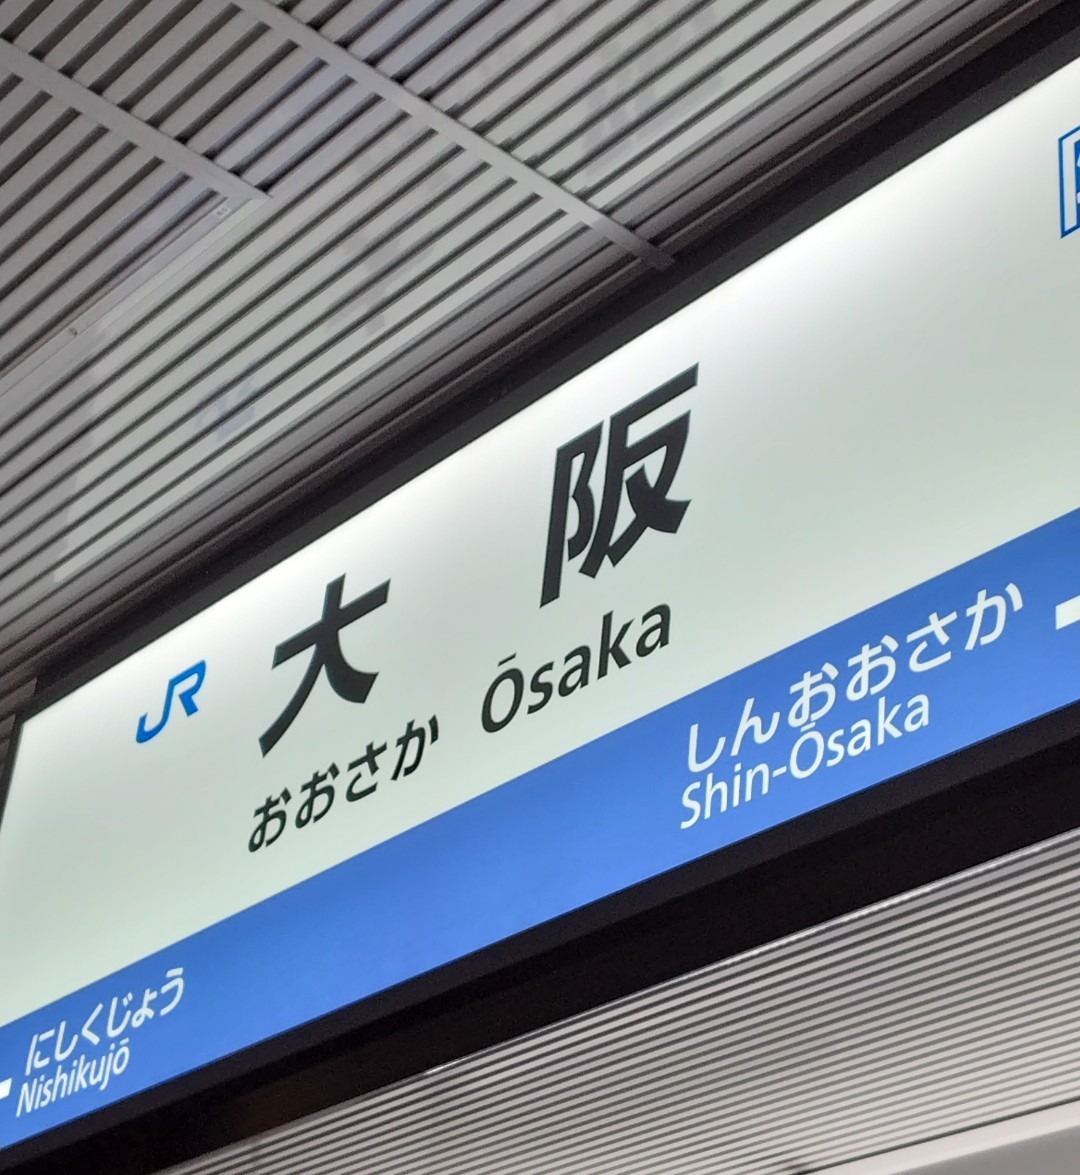 JR 大阪
おおさか Ōsaka
しんおおさか
Shin-Ōsaka
にしくじょう
Nishikujō